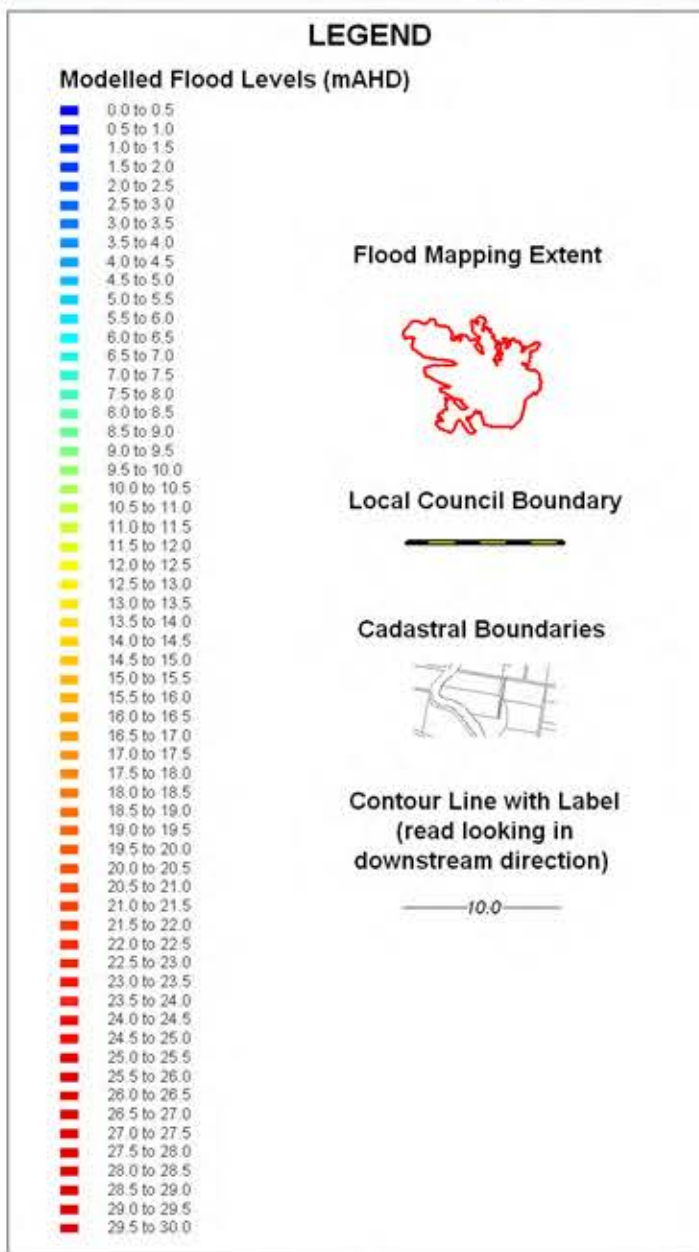 LEGEND
Modelled Flood Levels (mAHD)
0.0 to 0.5
0.5 to 1.0
1.0 to 1.5
1.5 to 2.0
2.0 to 2.5
2.5 to 3.0
3.0 to 3.5
3.5 to 4.0
4.0 to 4.5
4.5 to 5.0
5.0 to 5.5
5.5 to 6.0
6.0 to 6.5
6.5 to 7.0
7.0 to 7.5
7.5 to 8.0
8.0 to 8.5
8.5 to 9.0
9.0 to 9.5
9.5 to 10.0
10.0 to 10.5
10.5 to 11.0
11.0 to 11.5
11.5 to 12.0
12.0 to 12.5
12.5 to 13.0
13.0 to 13.5
13.5 to 14.0
14.0 to 14.5
14.5 to 15.0
15.0 to 15.5
15.5 to 16.0
16.0 to 16.5
16.5 to 17.0
17.0 to 17.5
17.5 to 18.0
18.0 to 18.5
18.5 to 19.0
19.0 to 19.5
19.5 to 20.0
20.0 to 20.5
20.5 to 21.0
21.0 to 21.5
21.5 to 22.0
22.0 to 22.5
22.5 to 23.0
23.0 to 23.5
23.5 to 24.0
24.0 to 24.5
24.5 to 25.0
25.0 to 25.5
25.5 to 26.0
26.0 to 26.5
26.5 to 27.0
27.0 to 27.5
27.5 to 28.0
28.0 to 28.5
28.5 to 29.0
29.0 to 29.5
29.5 to 30.0
Flood Mapping Extent
Local Council Boundary
Cadastral Boundaries
Contour Line with Label
(read looking in
downstream direction)
10.0